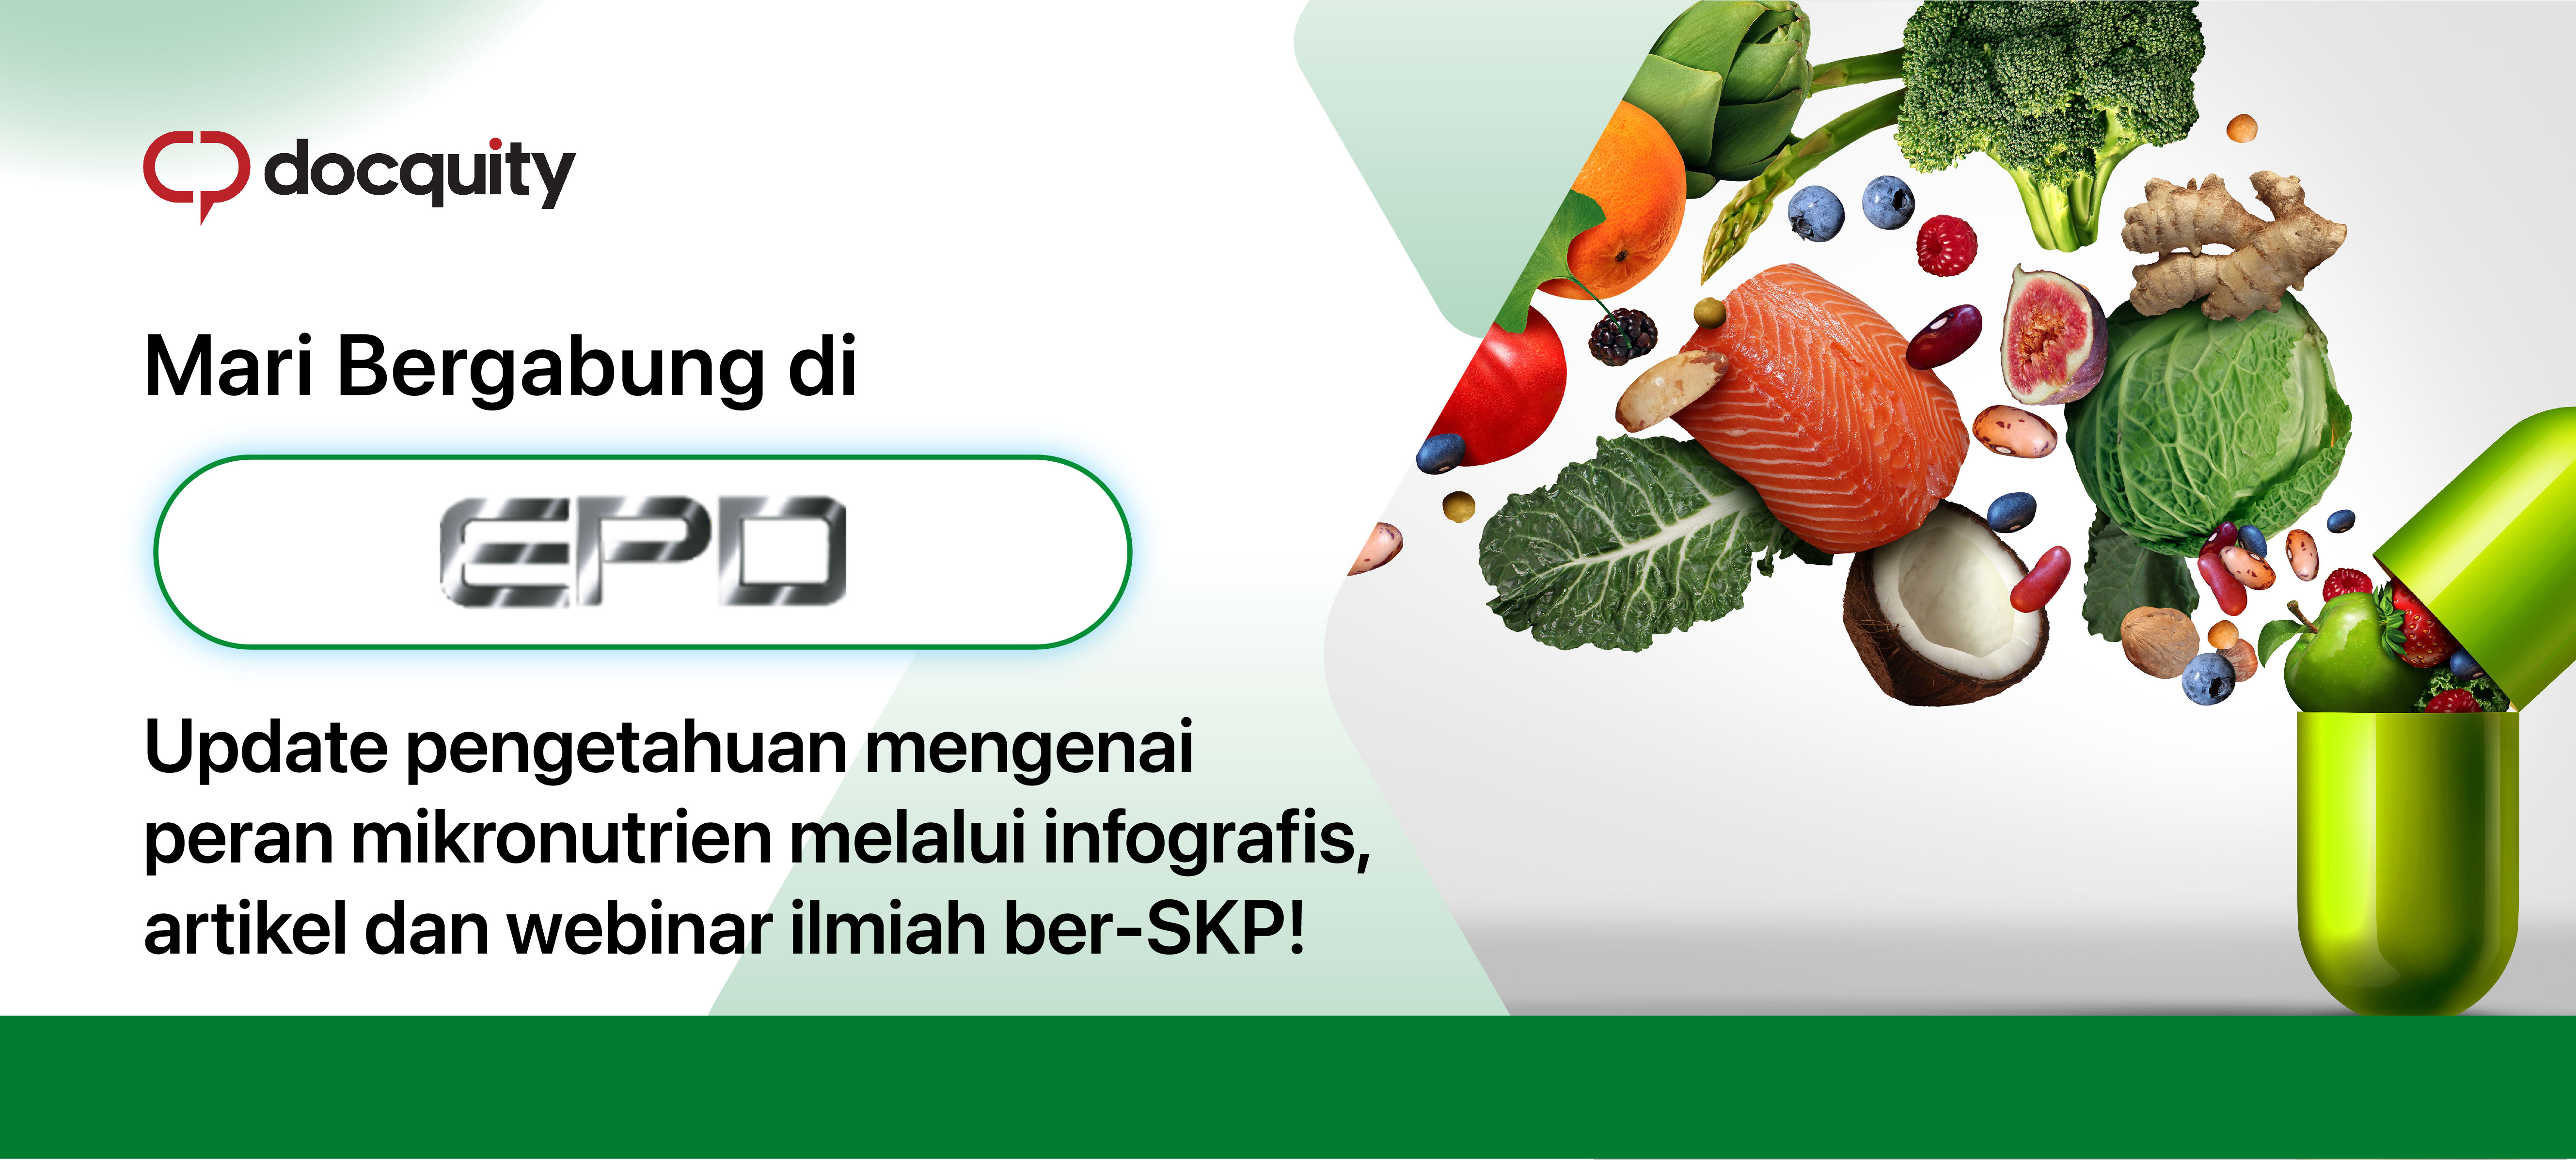 docquity
Mari Bergabung di
EPD
Update pengetahuan mengenai
peran mikronutrien melalui infografis,
artikel dan webinar ilmiah ber-SKP!